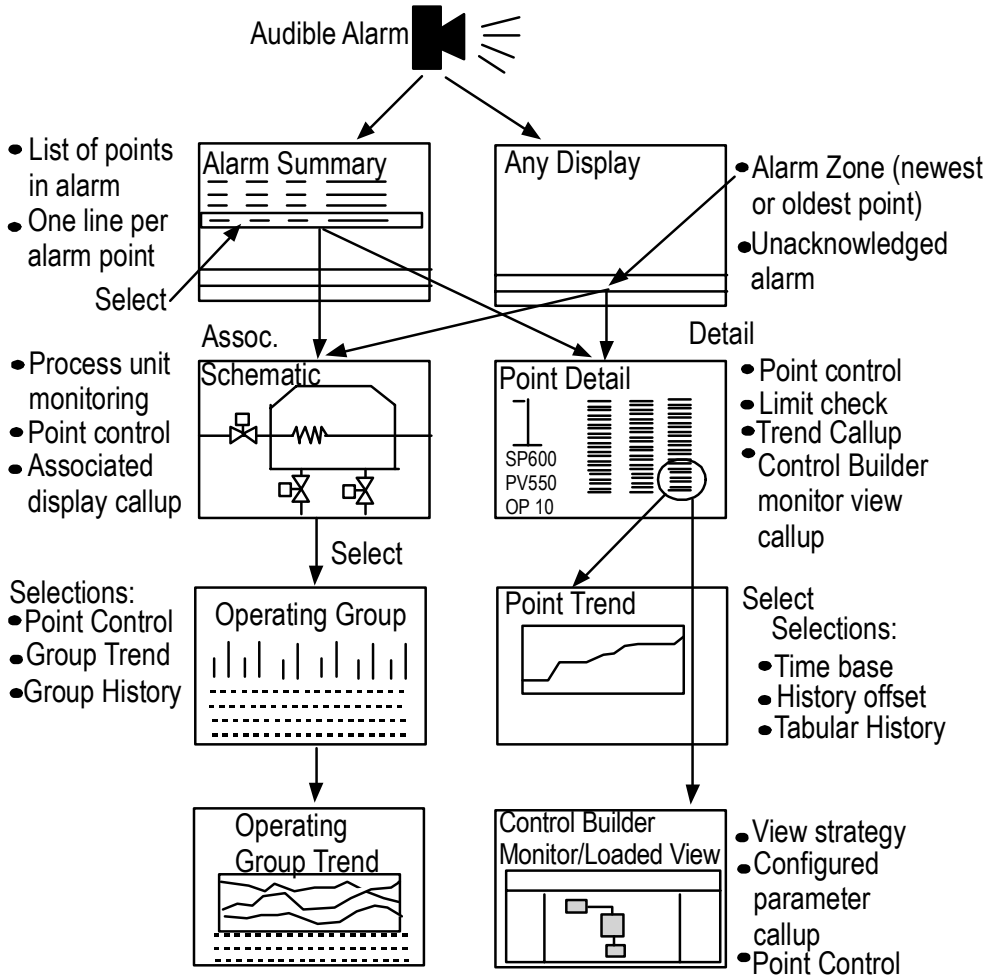 Audible Alarm
• List of points
in alarm
• One line per
alarm point
Select
Alarm Summary
Any Display
• Alarm Zone (newest
or oldest point)
• Unacknowledged
alarm
Assoc.
Detail
• Process unit
monitoring
• Point control
• Associated
display callup
Schematic
Point Detail
SP600
PV550
OP 10
• Point control
• Limit check
• Trend Callup
• Control Builder
monitor view
callup
Select
Selections:
• Point Control
• Group Trend
• Group History
Operating Group
Point Trend
Select
Selections:
• Time base
• History offset
• Tabular History
Operating
Group Trend
Control Builder
Monitor/Loaded View
• View strategy
• Configured
parameter
callup
• Point Control